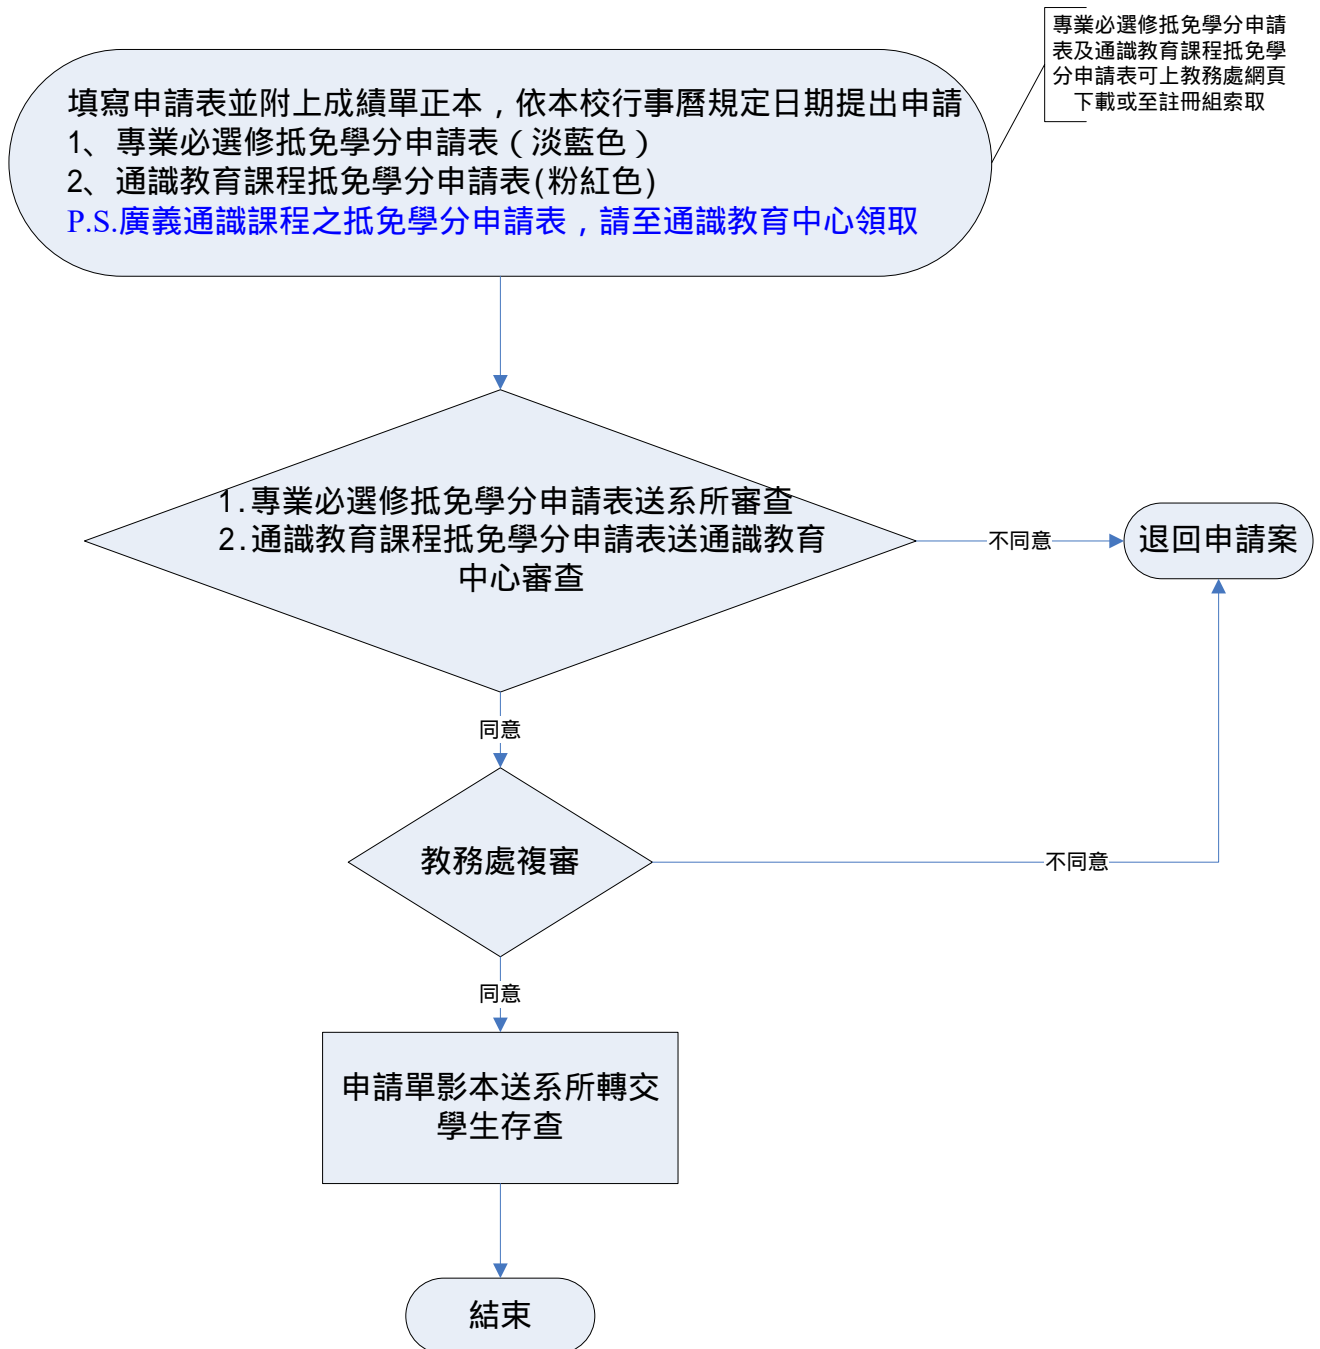 專業必選修抵免學分申請
表及通識教育課程抵免學
分申請表可上教務處網頁
下載或至註冊組索取
填寫申請表並附上成績單正本，依本校行事曆規定日期提出申請
1、專業必選修抵免學分申請表（淡藍色）
2、通識教育課程抵免學分申請表(粉紅色)
P.S.廣義通識課程之抵免學分申請表，請至通識教育中心領取
1.專業必選修抵免學分申請表送系所審查
2.通識教育課程抵免學分申請表送通識教育
中心審查
不同意
退回申請案
同意
教務處複審
不同意
同意
申請單影本送系所轉交
學生存查
結束